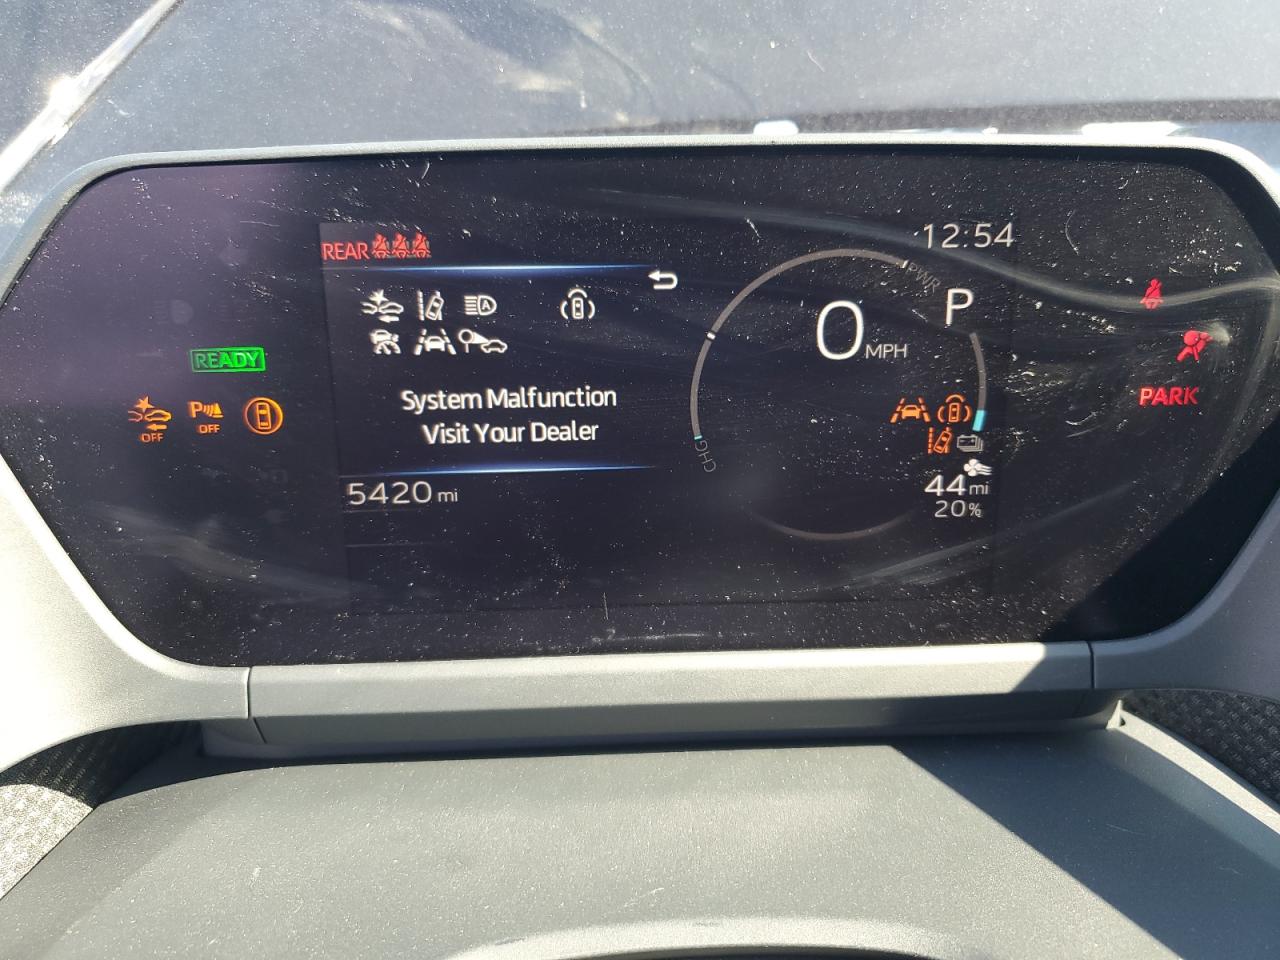 REAR
12:54
PWR
P
A
0 MPH
READY
System Malfunction
Visit Your Dealer
PARK
P
OFF
OFF
CHG
5420 mi
44 mi
20%